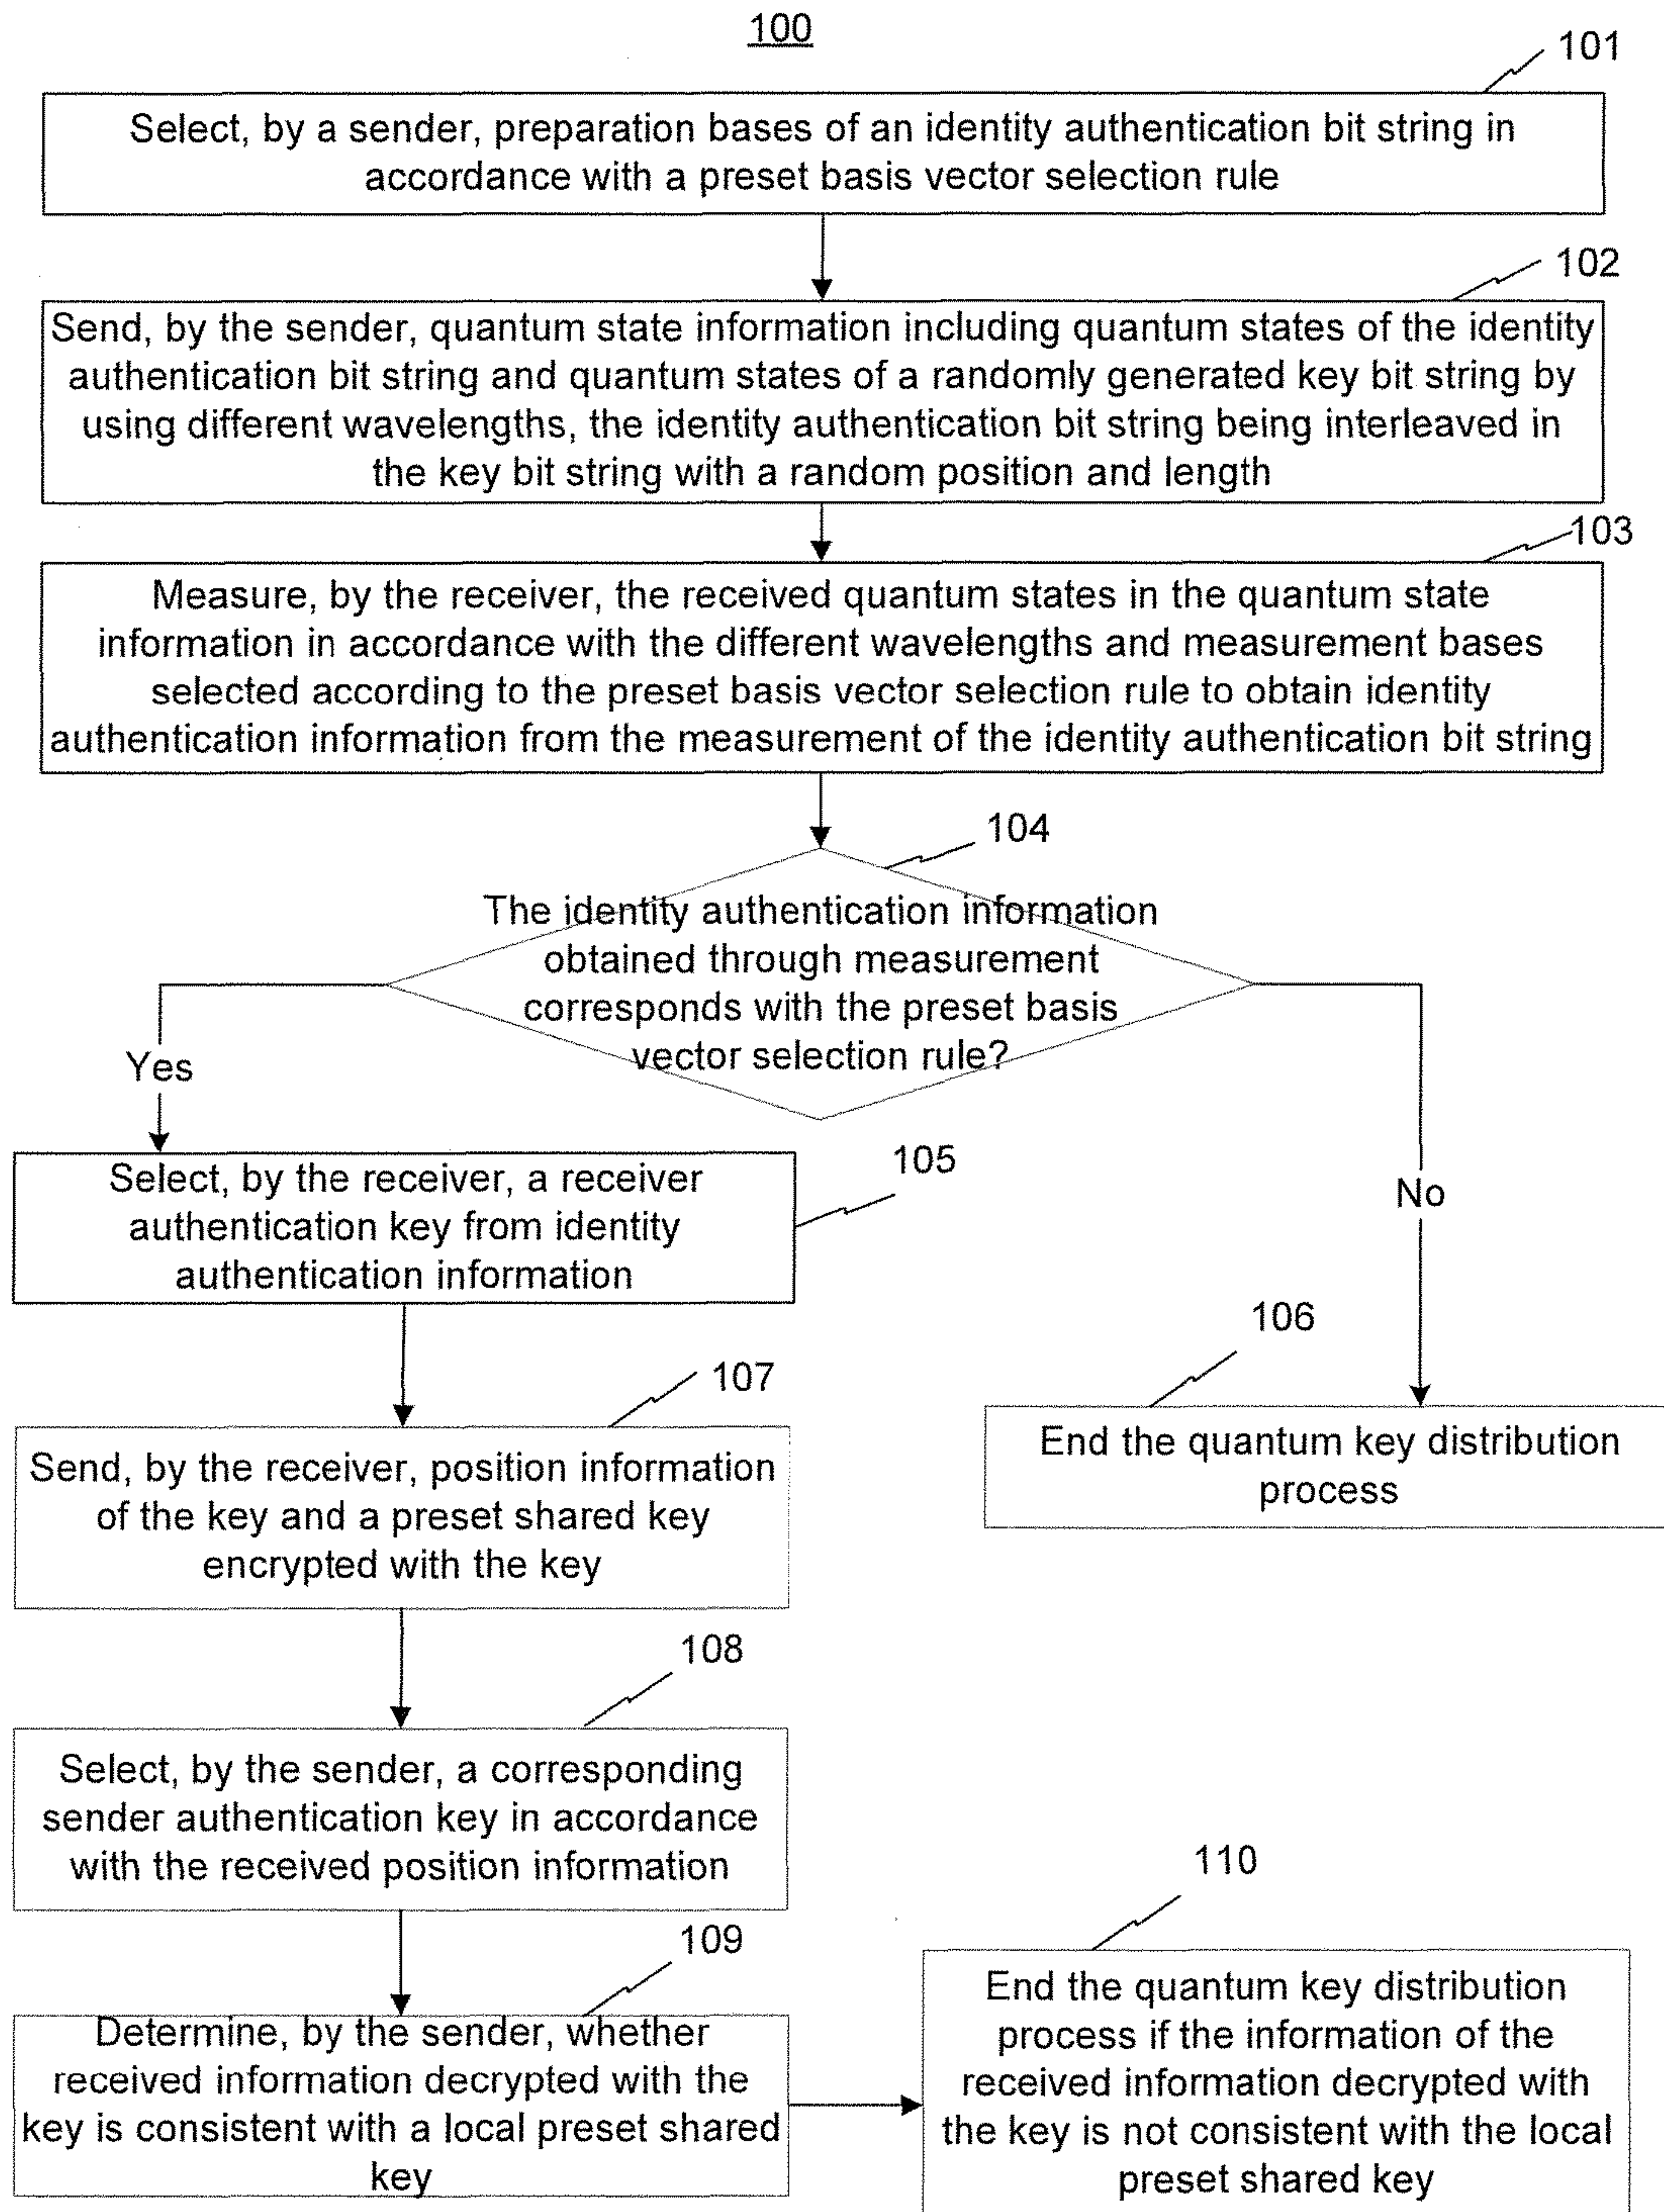 100
101
Select, by a sender, preparation bases of an identity authentication bit string in
accordance with a preset basis vector selection rule
102
Send, by the sender, quantum state information including quantum states of the identity
authentication bit string and quantum states of a randomly generated key bit string by
using different wavelengths, the identity authentication bit string being interleaved in
the key bit string with a random position and length
103
Measure, by the receiver, the received quantum states in the quantum state
information in accordance with the different wavelengths and measurement bases
selected according to the preset basis vector selection rule to obtain identity
authentication information from the measurement of the identity authentication bit string
104
The identity authentication information
obtained through measurement
corresponds with the preset basis
vector selection rule?
Yes
No
105
Select, by the receiver, a receiver
authentication key from identity
authentication information
106
End the quantum key distribution
process
107
Send, by the receiver, position information
of the key and a preset shared key
encrypted with the key
108
Select, by the sender, a corresponding
sender authentication key in accordance
with the received position information
109
Determine, by the sender, whether
received information decrypted with the
key is consistent with a local preset shared
key
110
End the quantum key distribution
process if the information of the
received information decrypted with
the key is not consistent with the local
preset shared key